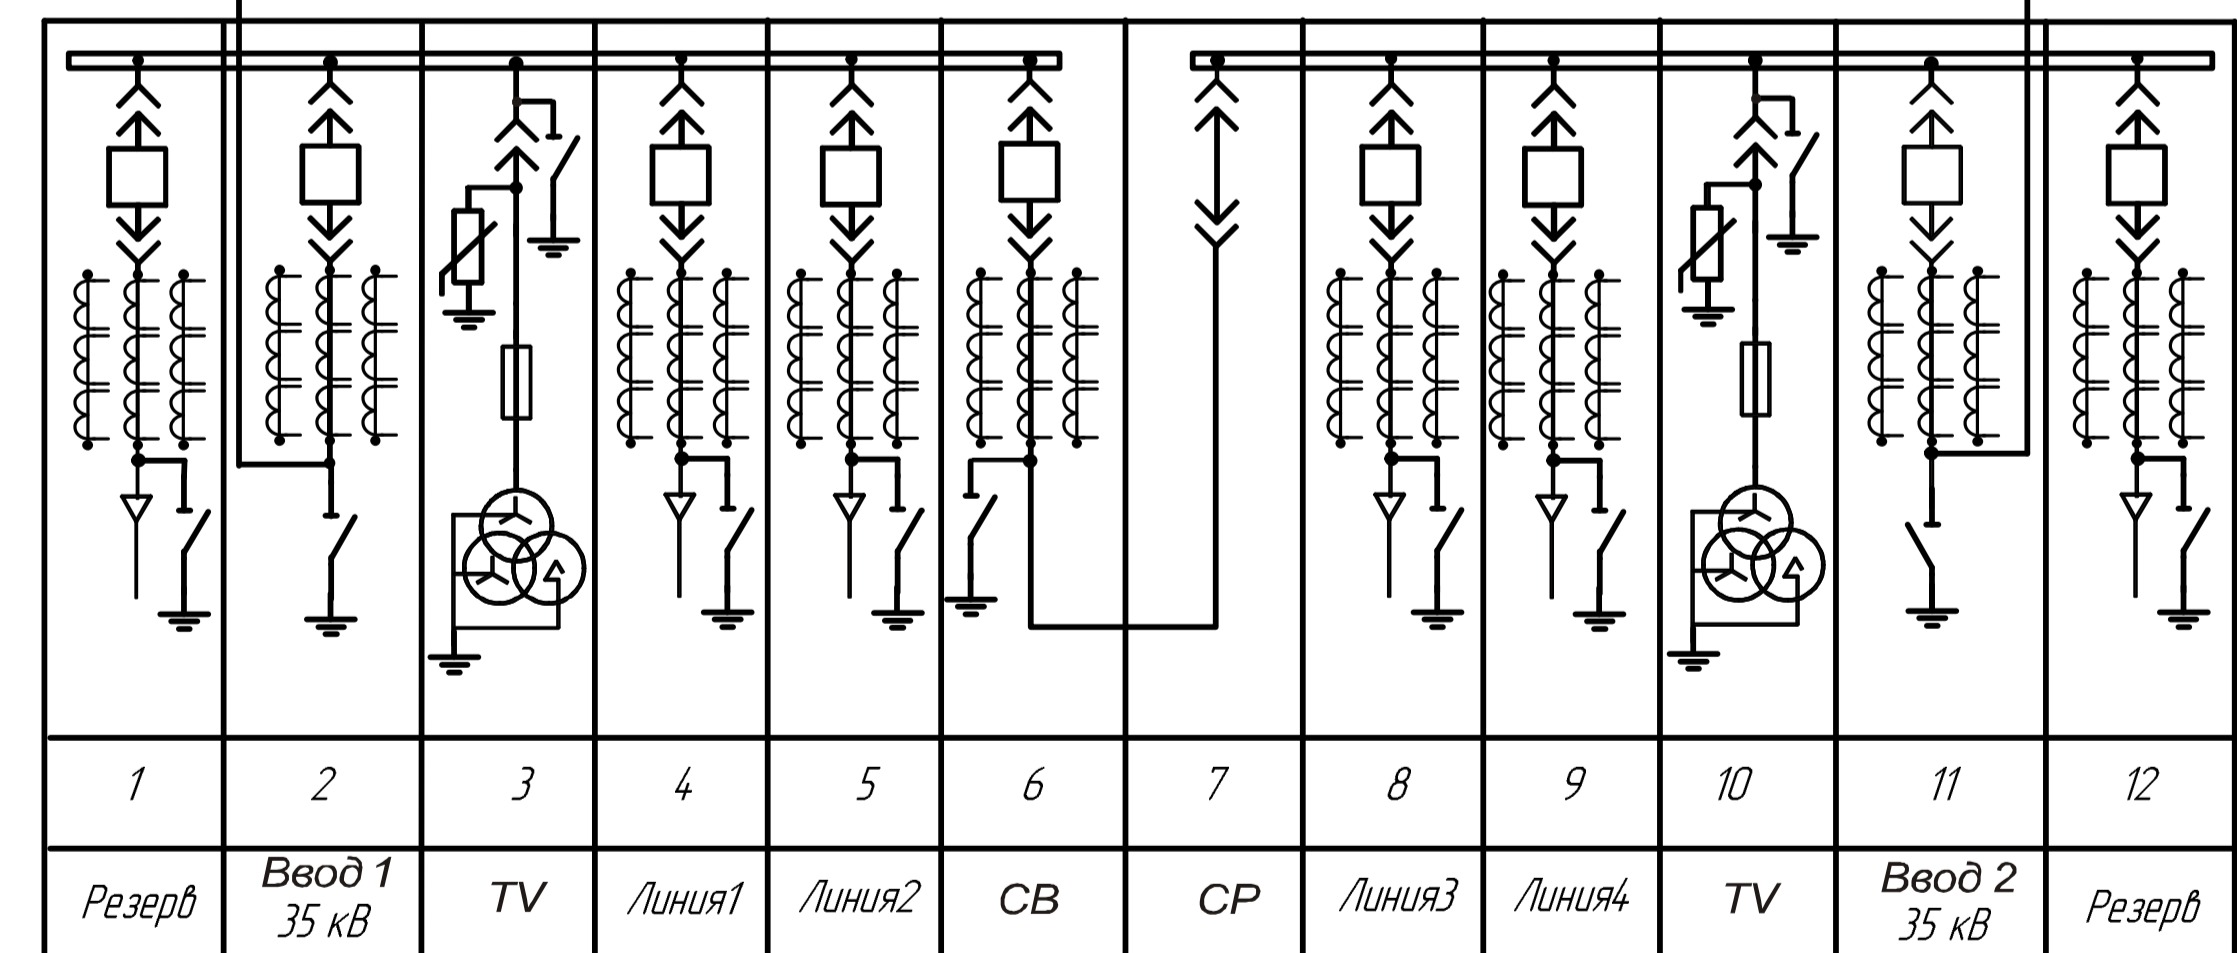 1 2 3 4 5 6 7 8 9 10 11 12
Резерв
Ввод 1
35 кВ
TV
Линия1
Линия2
СВ
СР
Линия3
Линия4
TV
Ввод 2
35 кВ
Резерв